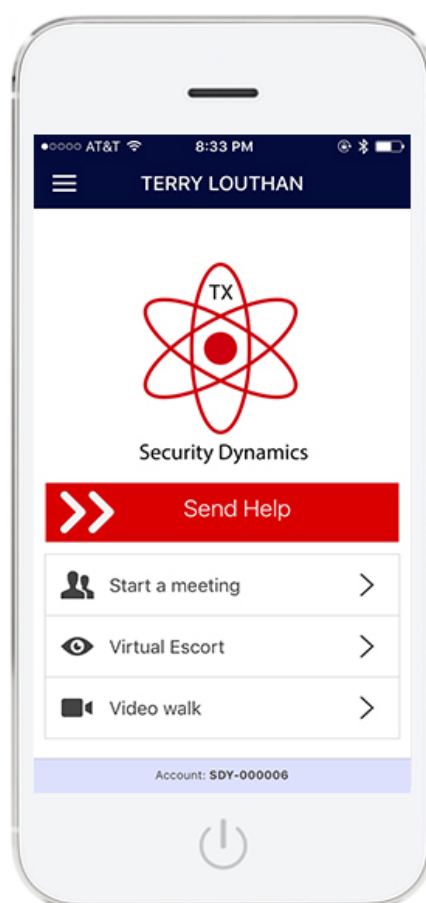 AT&T 8:33 PM
TERRY LOUTHAN
TX
Security Dynamics
Send Help
Start a meeting
Virtual Escort
Video walk
Account: SDY-000006